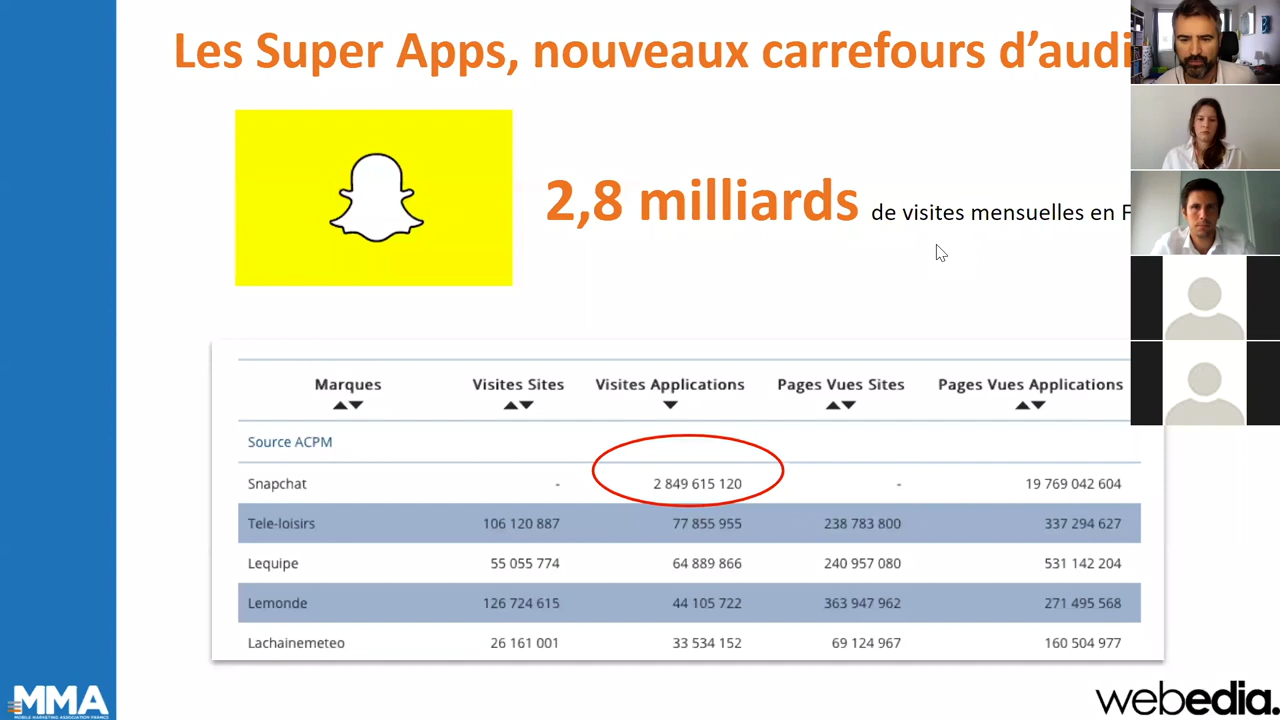 Les Super Apps, nouveaux carrefours d'audi
2,8 milliards de visites mensuelles en F
Marques Visites Sites Visites Applications Pages Vues Sites Pages Vues Applications
Source ACPM
Snapchat - 2 849 615 120 - 19 769 042 604
Tele-loisirs 106 120 887 77 855 955 238 783 800 337 294 627
Lequipe 55 055 774 64 889 866 240 957 080 531 142 204
Lemonde 126 724 615 44 105 722 363 947 962 271 495 568
Lachainemeteo 26 161 001 33 534 152 69 124 967 160 504 977
MMA
MOBILE MARKETING ASSOCIATION FRANCE
webedia.